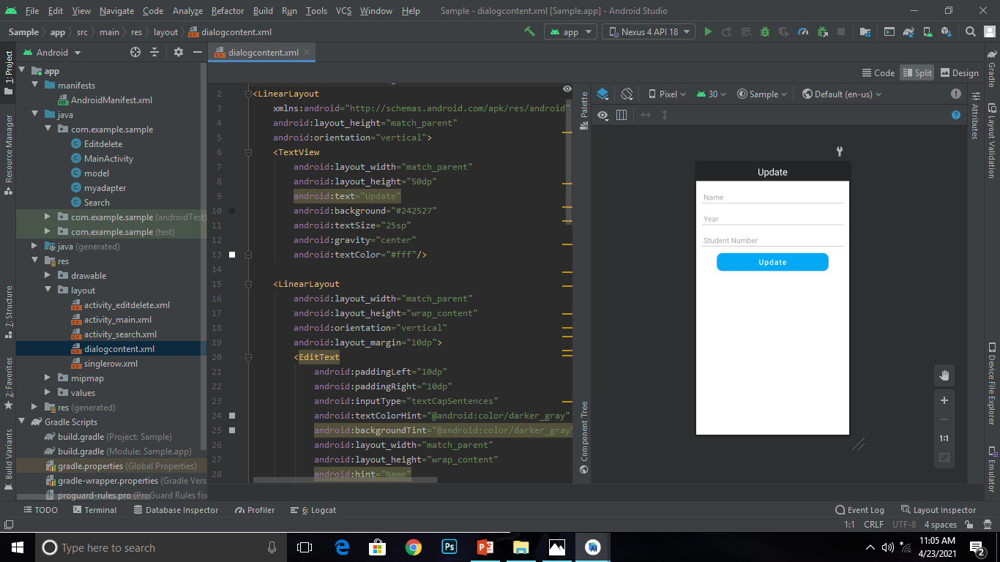 File Edit View Navigate Code Analyze Refactor Build Run Tools VCS Window Help Sample - dialogcontent.xml [Sample.app] - Android Studio
Sample app src main res layout dialogcontent.xml app Nexus 4 API 18
Android
dialogcontent.xml
Code Split Design
1: Project
Resource Manager
7: Structure
2: Favorites
Build Variants
app
manifests
AndroidManifest.xml
java
com.example.sample
Editdelete
MainActivity
model
myadapter
Search
com.example.sample (androidTest)
com.example.sample (test)
java (generated)
res
drawable
layout
activity_editdelete.xml
activity_main.xml
activity_search.xml
dialogcontent.xml
singlerow.xml
mipmap
values
res (generated)
Gradle Scripts
build.gradle (Project: Sample)
build.gradle (Module: Sample.app)
gradle.properties (Global Properties)
gradle-wrapper.properties (Gradle Vers
proguard-rules.pro (ProGuard Rules for
2 <LinearLayout
3 xmlns:android="http://schemas.android.com/apk/res/android"
4 android:layout_height="match_parent"
5 android:orientation="vertical">
6 <TextView
7 android:layout_width="match_parent"
8 android:layout_height="50dp"
9 android:text="Update"
10 android:background="#242527"
11 android:textSize="25sp"
12 android:gravity="center"
13 android:textColor="#fff"/>
14
15 <LinearLayout
16 android:layout_width="match_parent"
17 android:layout_height="wrap_content"
18 android:orientation="vertical"
19 android:layout_margin="10dp">
20 <EditText
21 android:paddingLeft="10dp"
22 android:paddingRight="10dp"
23 android:inputType="textCapSentences"
24 android:textColorHint="@android:color/darker_gray"
25 android:backgroundTint="@android:color/darker_gray"
26 android:layout_width="match_parent"
27 android:layout_height="wrap_content"
28 android:hint="Name"
Palette
Component Tree
Pixel 30 Sample Default (en-us)
Update
Name
Year
Student Number
Update
1:1
Attributes
Gradle
Layout Validation
Device File Explorer
Emulator
TODO Terminal Database Inspector Profiler 6: Logcat Event Log Layout Inspector
1:1 CRLF UTF-8 4 spaces
Type here to search
11:05 AM
4/23/2021
2